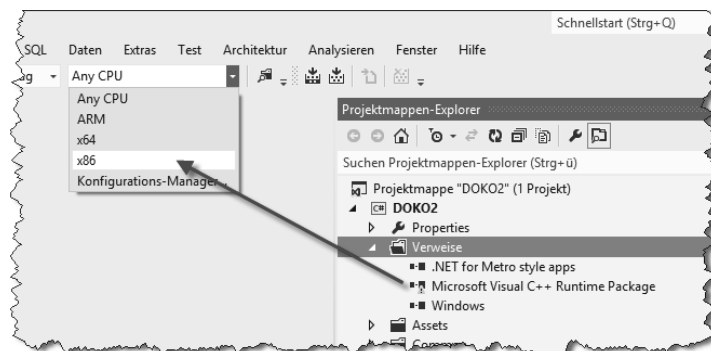 Schnellstart (Strg+Q)
SQL Daten Extras Test Architektur Analysieren Fenster Hilfe
Any CPU
Any CPU
ARM
x64
x86
Konfigurations-Manager...
Projektmappen-Explorer
Suchen Projektmappen-Explorer (Strg+ü)
Projektmappe "DOKO2" (1 Projekt)
C# DOKO2
Properties
Verweise
.NET for Metro style apps
Microsoft Visual C++ Runtime Package
Windows
Assets